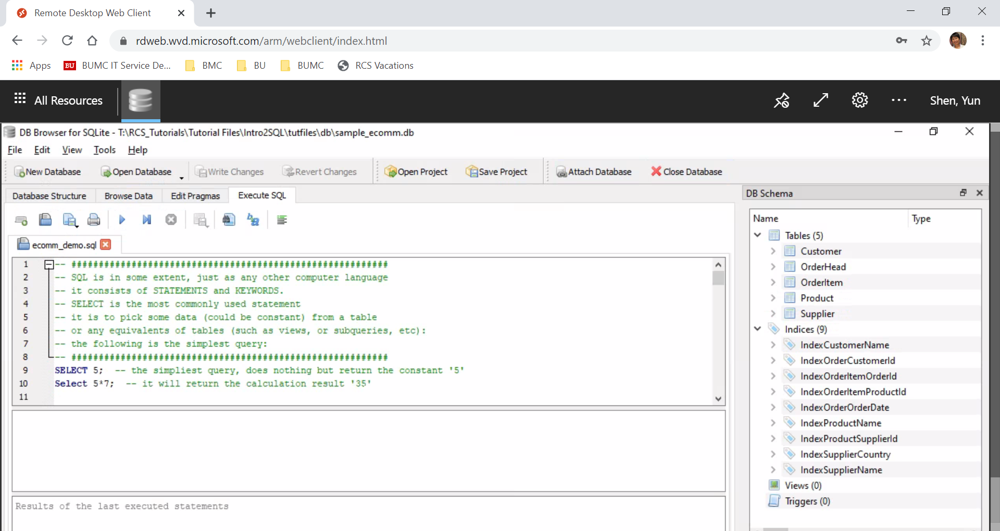 Remote Desktop Web Client
rdweb.wvd.microsoft.com/arm/webclient/index.html
Apps BU BUMC IT Service De... BMC BU BUMC RCS Vacations
All Resources Shen, Yun
DB Browser for SQLite - T:\RCS_Tutorials\Tutorial Files\Intro2SQL\tutfiles\db\sample_ecomm.db
File Edit View Tools Help
New Database Open Database Write Changes Revert Changes Open Project Save Project Attach Database Close Database
Database Structure Browse Data Edit Pragmas Execute SQL
ecomm_demo.sql
1 -- ##########################################################
2 -- SQL is in some extent, just as any other computer language
3 -- it consists of STATEMENTS and KEYWORDS.
4 -- SELECT is the most commonly used statement
5 -- it is to pick some data (could be constant) from a table
6 -- or any equivalents of tables (such as views, or subqueries, etc):
7 -- the following is the simplest query:
8 -- ##########################################################
9 SELECT 5;  -- the simpliest query, does nothing but return the constant '5'
10 Select 5*7;  -- it will return the calculation result '35'
11
Results of the last executed statements
DB Schema
Name Type
Tables (5)
Customer
OrderHead
OrderItem
Product
Supplier
Indices (9)
IndexCustomerName
IndexOrderCustomerId
IndexOrderItemOrderId
IndexOrderItemProductId
IndexOrderOrderDate
IndexProductName
IndexProductSupplierId
IndexSupplierCountry
IndexSupplierName
Views (0)
Triggers (0)